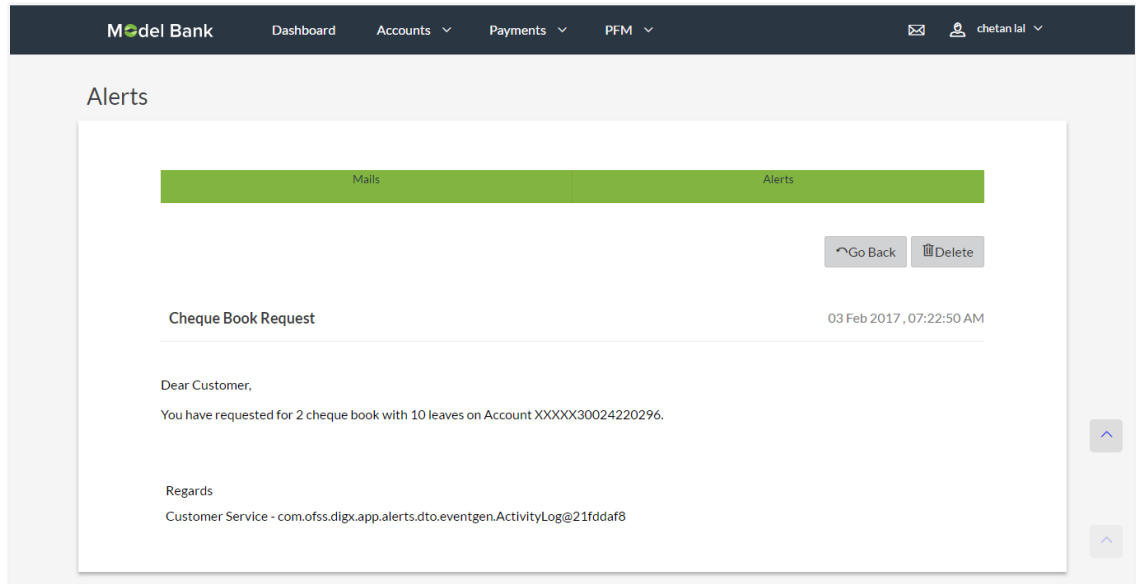 Model Bank Dashboard Accounts Payments PFM chetan lal
Alerts
Mails Alerts
Go Back Delete
Cheque Book Request 03 Feb 2017 , 07:22:50 AM
Dear Customer,
You have requested for 2 cheque book with 10 leaves on Account XXXXX30024220296.
Regards
Customer Service - com.ofss.digx.app.alerts.dto.eventgen.ActivityLog@21fddaf8